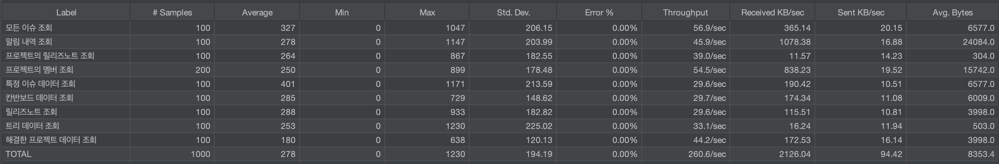 Label # Samples Average Min Max Std. Dev. Error % Throughput Received KB/sec Sent KB/sec Avg. Bytes
모든 이슈 조회 100 327 0 1047 206.15 0.00% 56.9/sec 365.14 20.15 6577.0
알림 내역 조회 100 278 0 1147 203.99 0.00% 45.9/sec 1078.38 16.88 24084.0
프로젝트의 릴리즈노트 조회 100 264 0 867 182.55 0.00% 39.0/sec 11.57 14.23 304.0
프로젝트의 멤버 조회 200 250 0 899 178.48 0.00% 54.5/sec 838.23 19.52 15742.0
특정 이슈 데이터 조회 100 401 0 1171 213.59 0.00% 29.6/sec 190.42 10.51 6577.0
칸반보드 데이터 조회 100 285 0 729 148.62 0.00% 29.7/sec 174.34 11.08 6009.0
릴리즈노트 조회 100 288 0 933 182.82 0.00% 29.6/sec 115.51 10.81 3998.0
트리 데이터 조회 100 253 0 1230 225.02 0.00% 33.1/sec 16.24 11.94 503.0
해결한 프로젝트 데이터 조회 100 180 0 638 120.13 0.00% 44.2/sec 172.53 16.14 3998.0
TOTAL 1000 278 0 1230 194.19 0.00% 260.6/sec 2126.04 94.42 8353.4